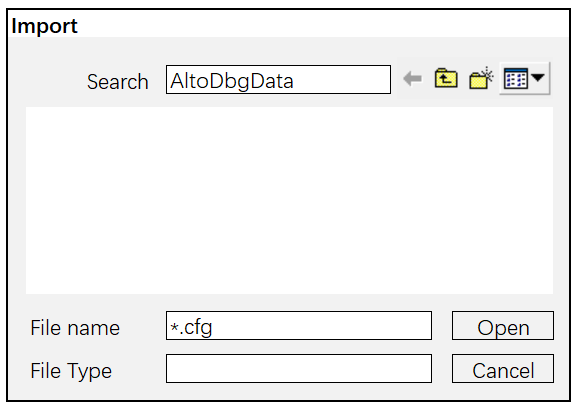 Import
Search AltoDbgData
File name *.cfg Open
File Type Cancel